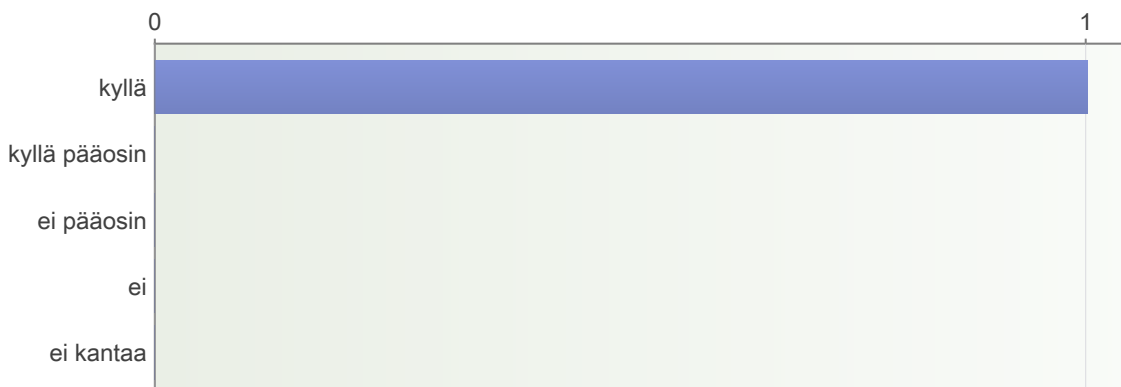 0 1
kyllä
kyllä pääosin
ei pääosin
ei
ei kantaa